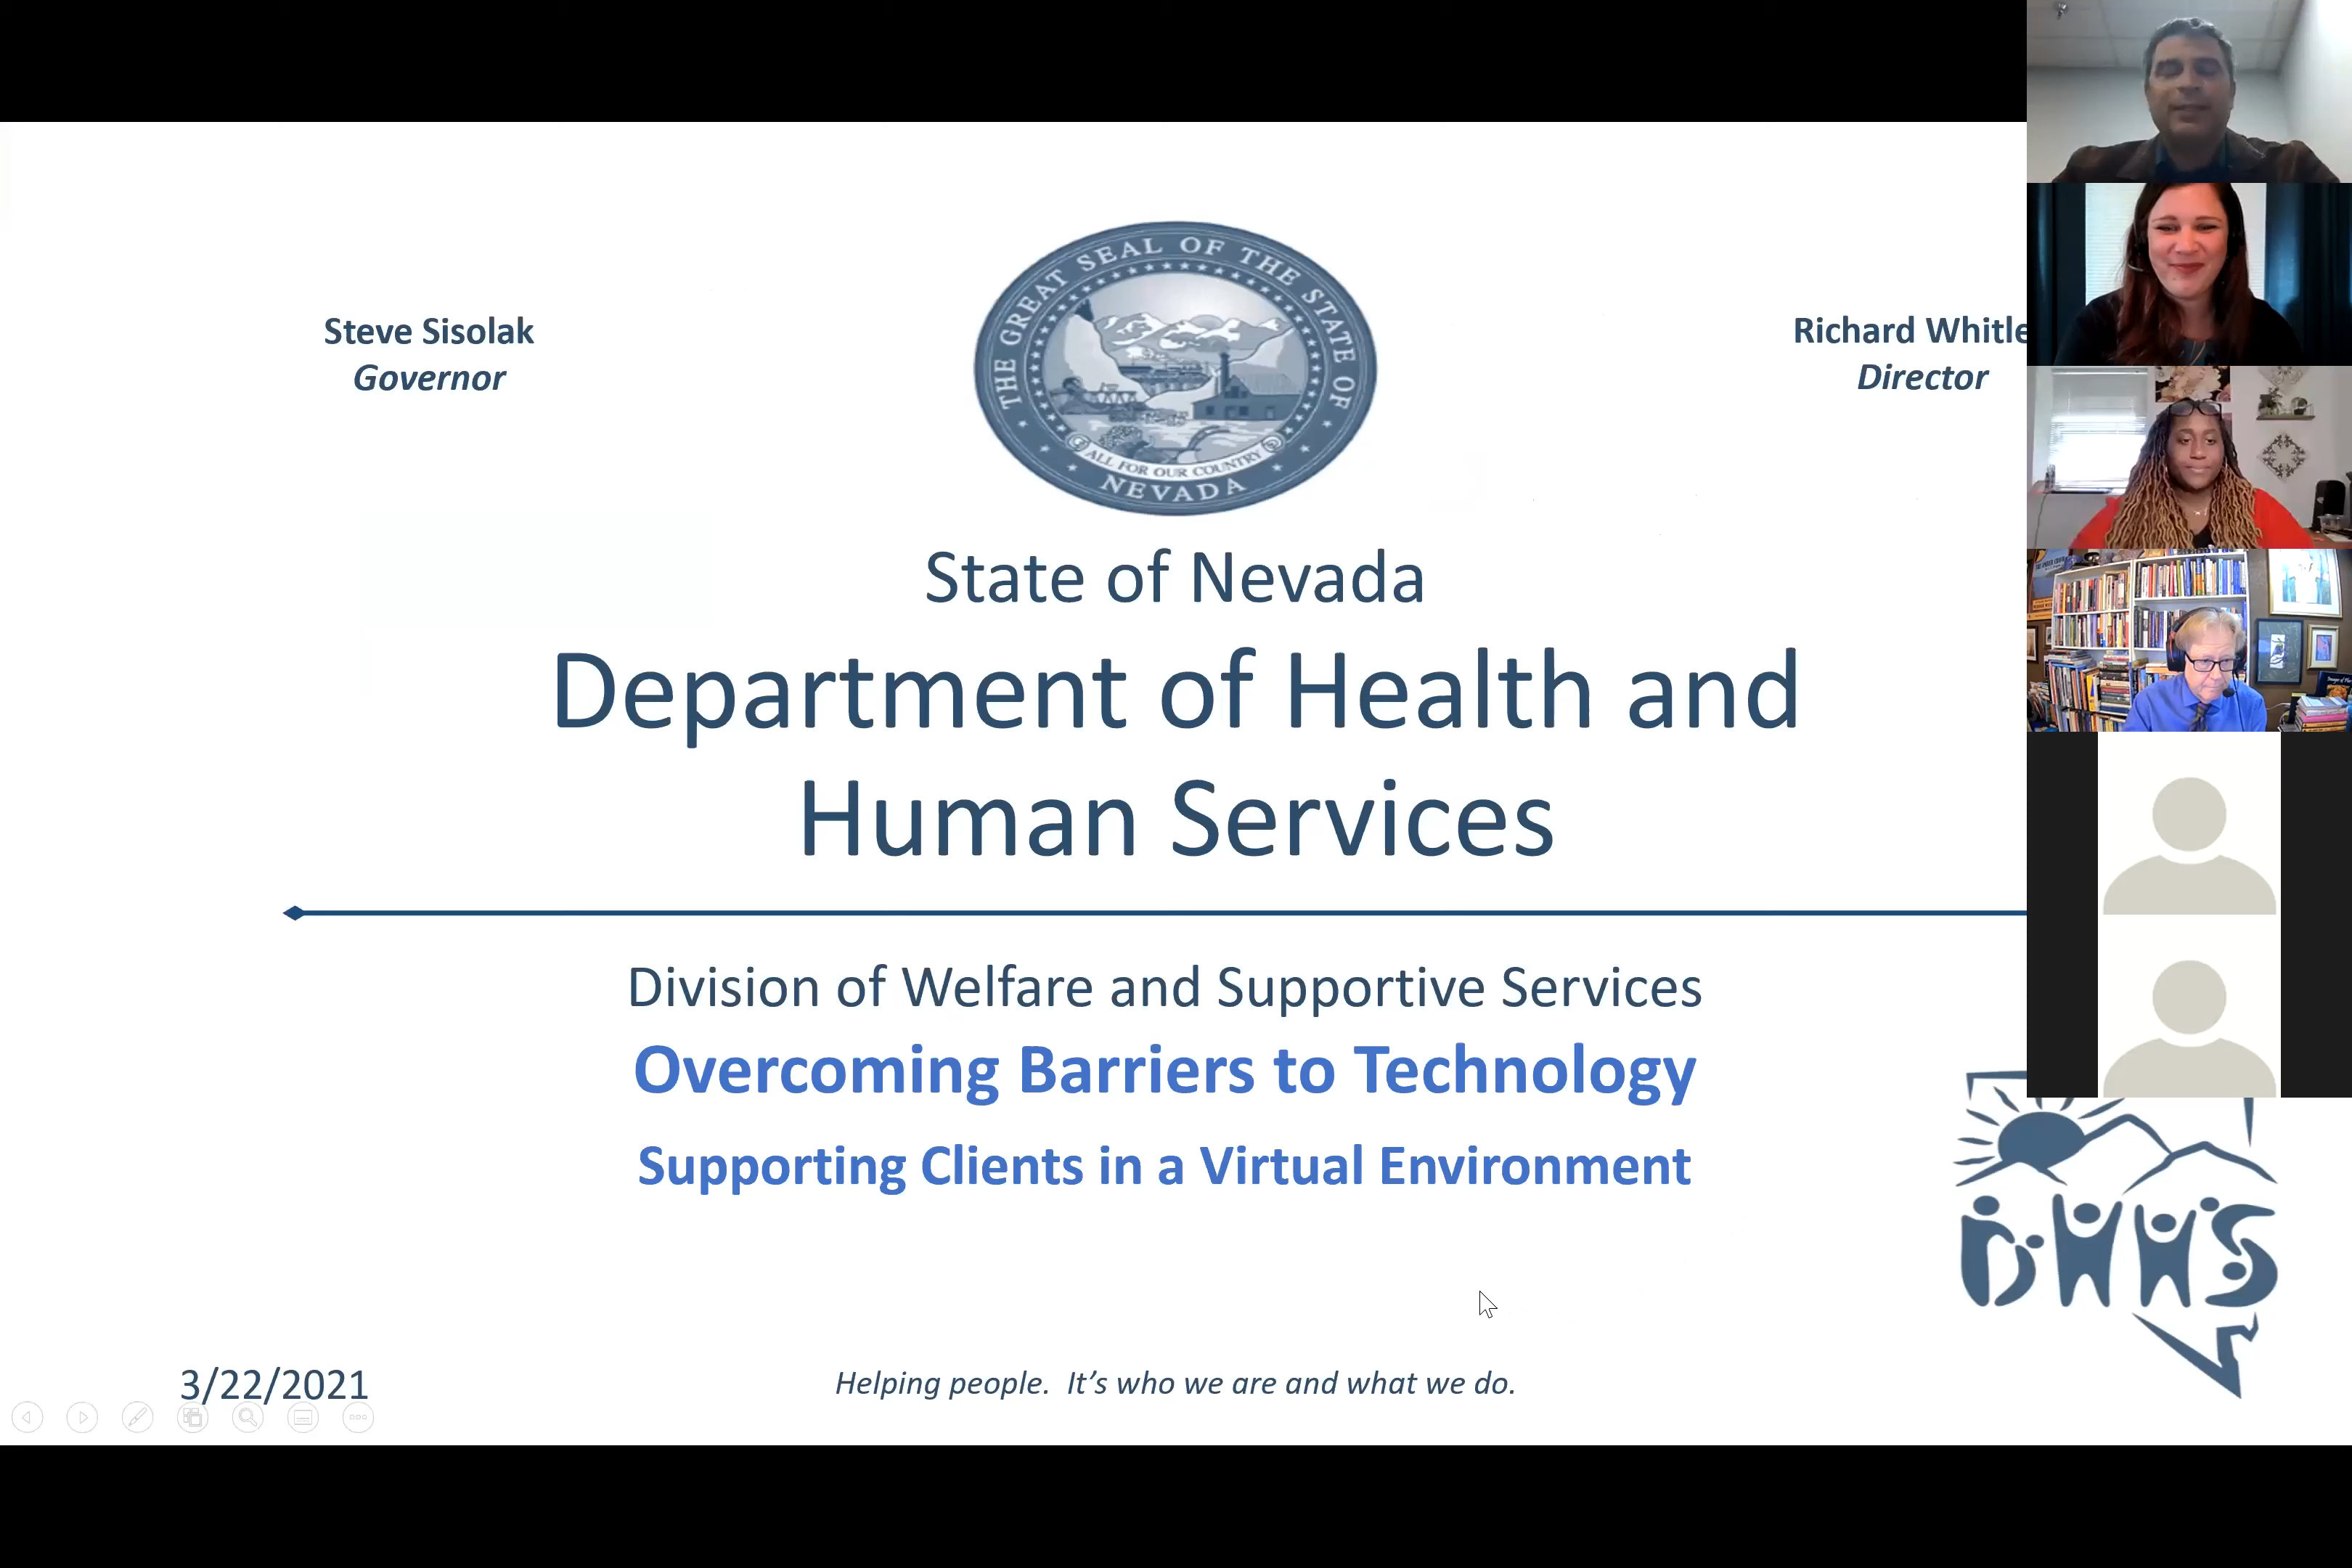 Steve Sisolak
Governor
THE GREAT SEAL OF THE STATE OF
ALL FOR OUR COUNTRY
NEVADA
Richard Whitle
Director
State of Nevada
Department of Health and
Human Services
Division of Welfare and Supportive Services
Overcoming Barriers to Technology
Supporting Clients in a Virtual Environment
DHHS
3/22/2021
Helping people. It's who we are and what we do.